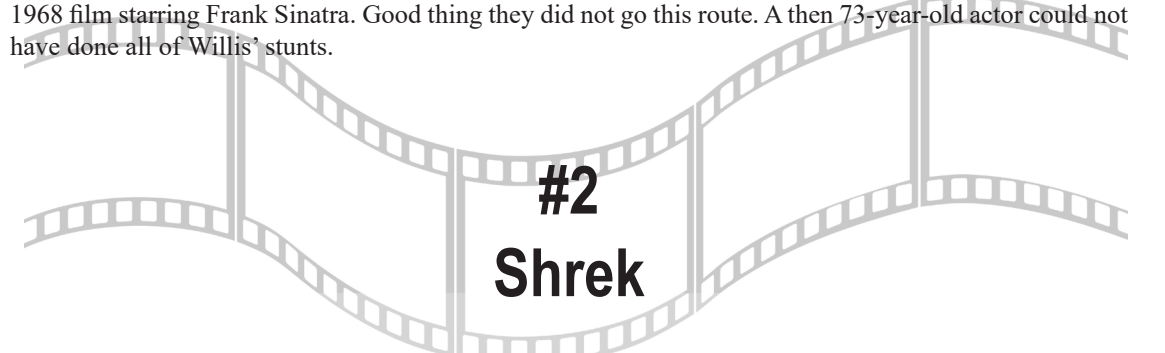 1968 film starring Frank Sinatra. Good thing they did not go this route. A then 73-year-old actor could not
have done all of Willis’ stunts.
#2
Shrek